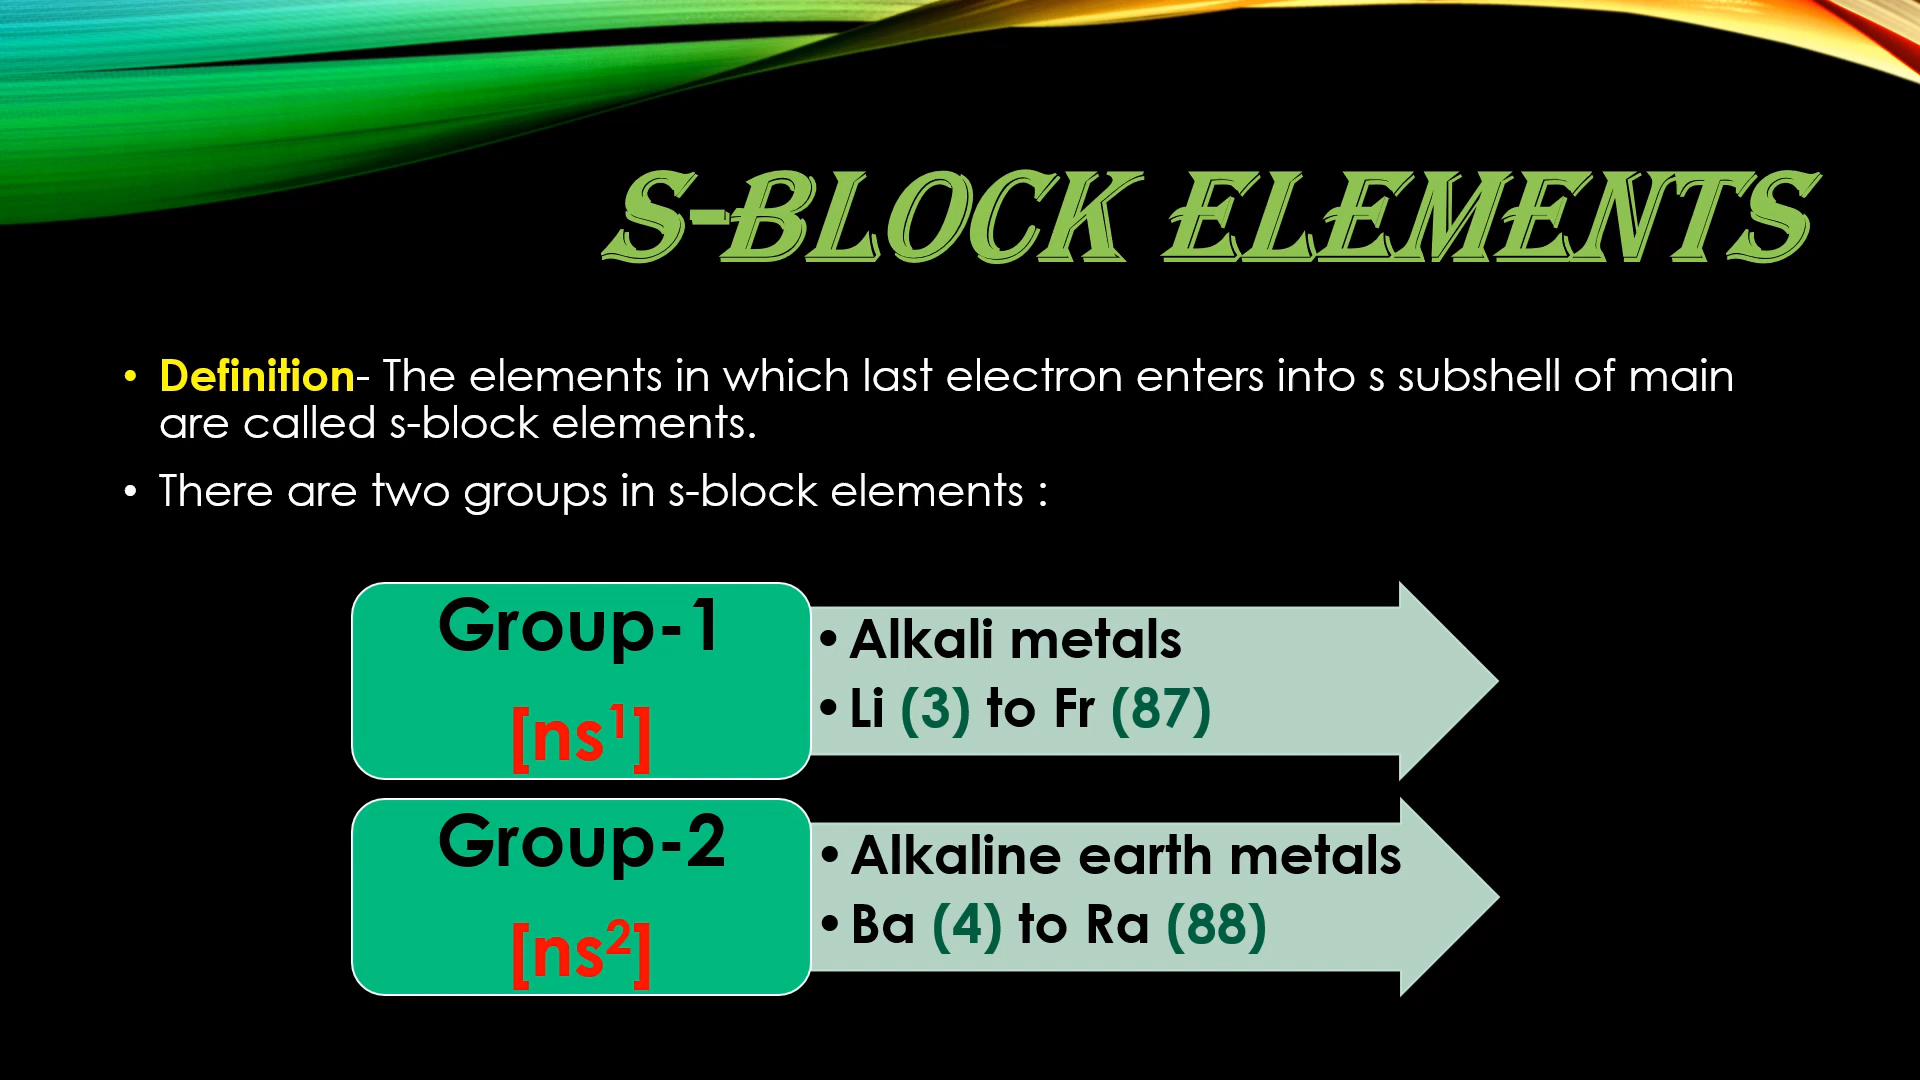 S-BLOCK ELEMENTS
• Definition- The elements in which last electron enters into s subshell of main
are called s-block elements.
• There are two groups in s-block elements :
Group-1
[ns¹]
• Alkali metals
• Li (3) to Fr (87)
Group-2
[ns²]
• Alkaline earth metals
• Ba (4) to Ra (88)